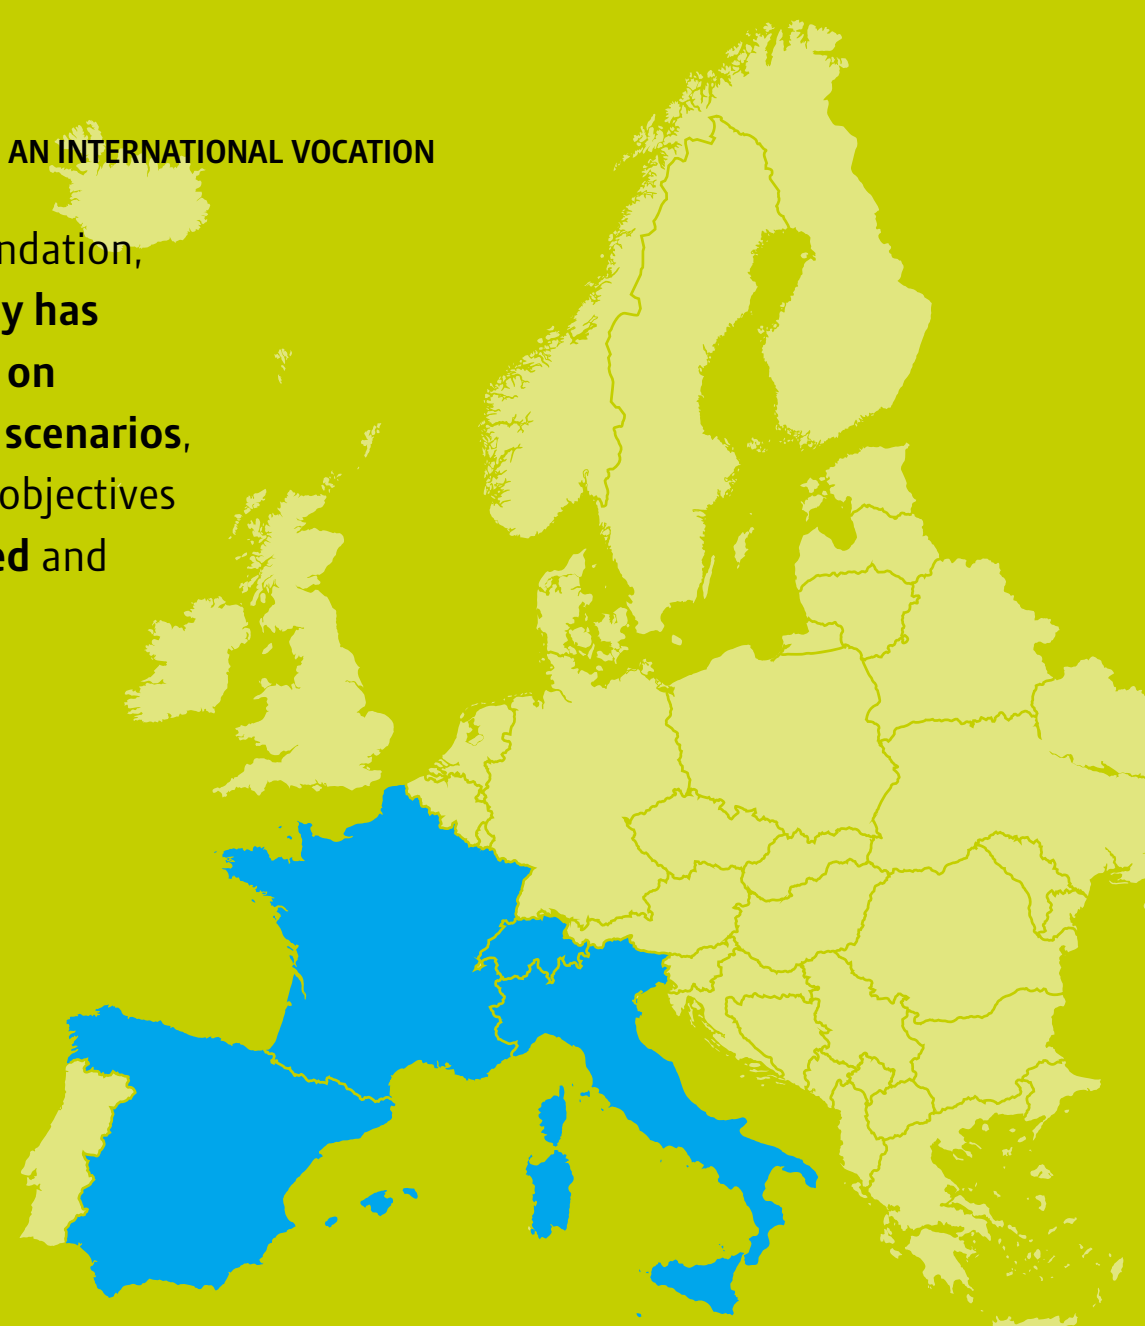 AN INTERNATIONAL VOCATION
ndation,
y has
on
scenarios,
objectives
ed and